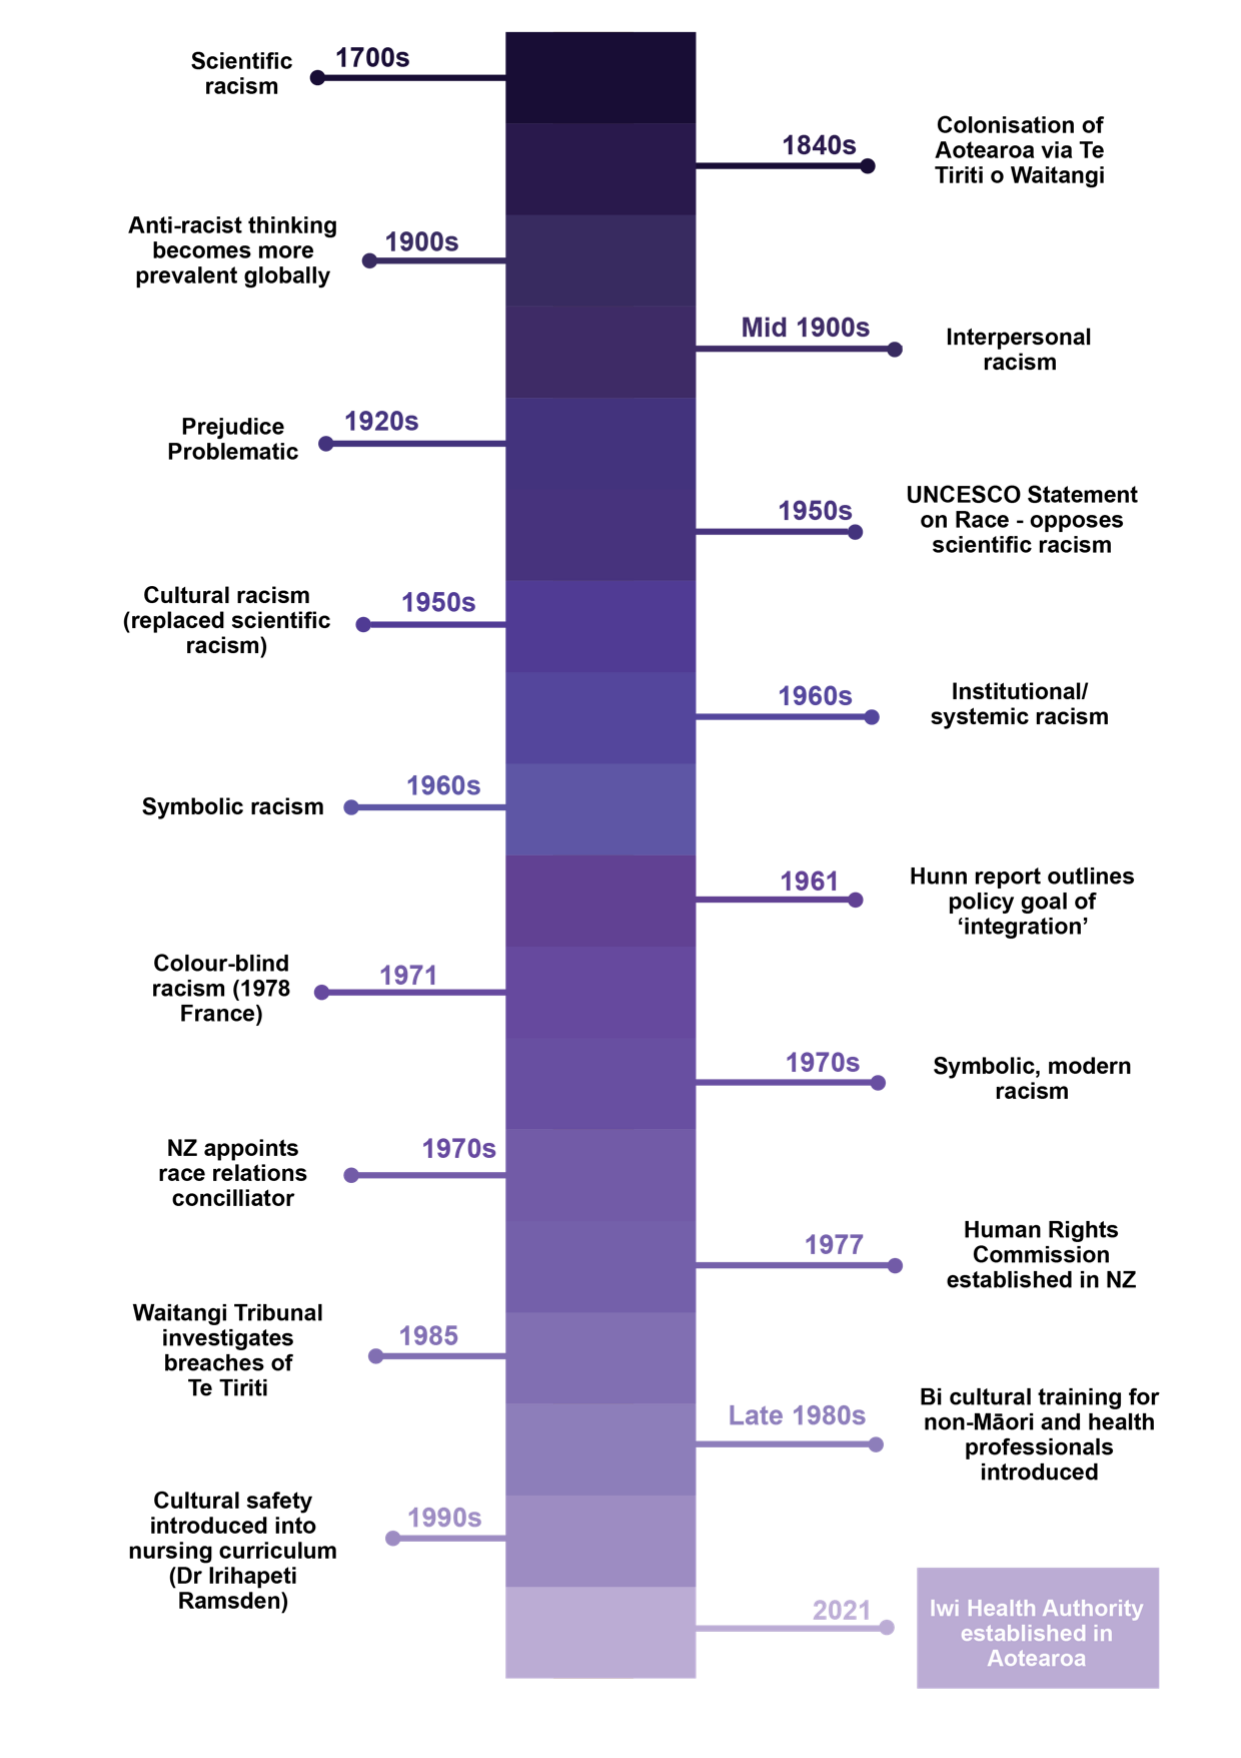 1700s
Scientific
racism
1840s
Colonisation of
Aotearoa via Te
Tiriti o Waitangi
1900s
Anti-racist thinking
becomes more
prevalent globally
Mid 1900s
Interpersonal
racism
1920s
Prejudice
Problematic
1950s
UNCESCO Statement
on Race - opposes
scientific racism
1950s
Cultural racism
(replaced scientific
racism)
1960s
Institutional/
systemic racism
1960s
Symbolic racism
1961
Hunn report outlines
policy goal of
‘integration’
1971
Colour-blind
racism (1978
France)
1970s
Symbolic, modern
racism
1970s
NZ appoints
race relations
concilliator
1977
Human Rights
Commission
established in NZ
1985
Waitangi Tribunal
investigates
breaches of
Te Tiriti
Late 1980s
Bi cultural training for
non-Māori and health
professionals
introduced
1990s
Cultural safety
introduced into
nursing curriculum
(Dr Irihapeti
Ramsden)
2021
Iwi Health Authority
established in
Aotearoa